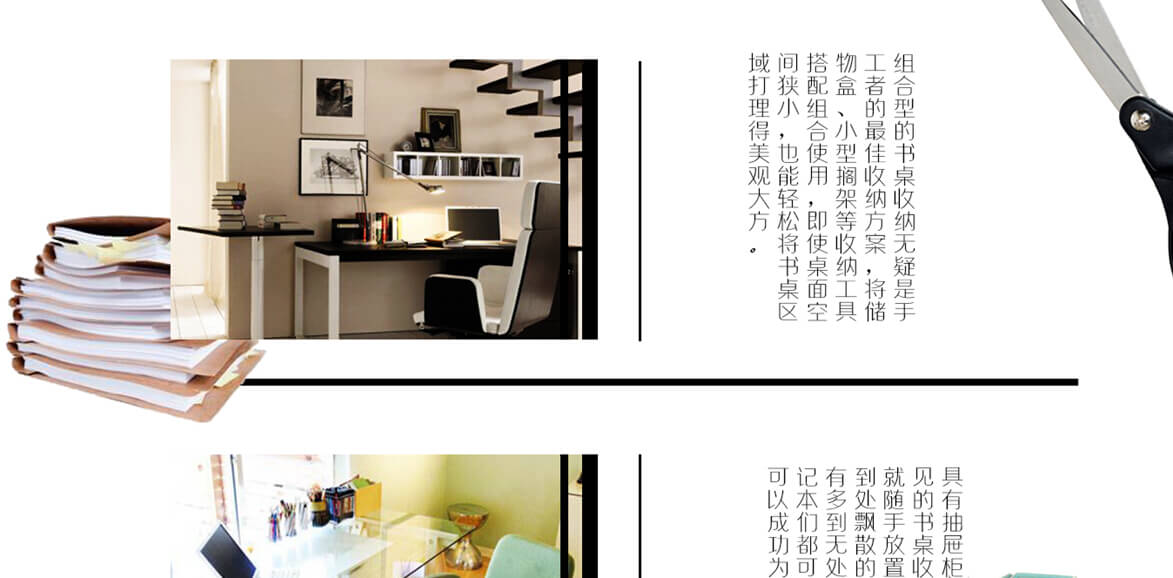 组合型的书桌收纳无疑是手
工者的最佳收纳方案，将储
物盒、小型搁架等收纳工具
搭配组合使用，即使桌面空
间狭小，也能轻松将书桌区
域打理得美观大方。
具有抽屉柜
见的书桌收
就随手放置
到处飘散的
有多到无处
记本们都可
可以成功为